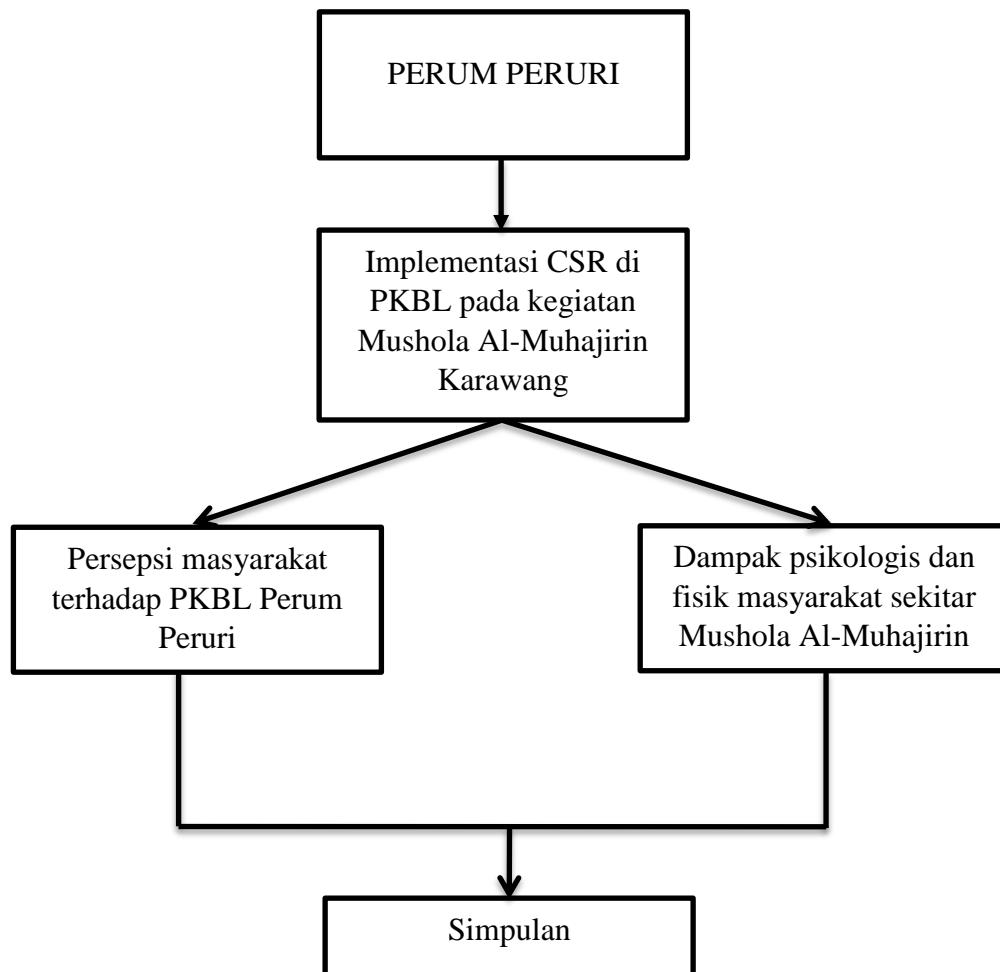 PERUM PERURI
Implementasi CSR di
PKBL pada kegiatan
Mushola Al-Muhajirin
Karawang
Persepsi masyarakat
terhadap PKBL Perum
Peruri
Dampak psikologis dan
fisik masyarakat sekitar
Mushola Al-Muhajirin
Simpulan